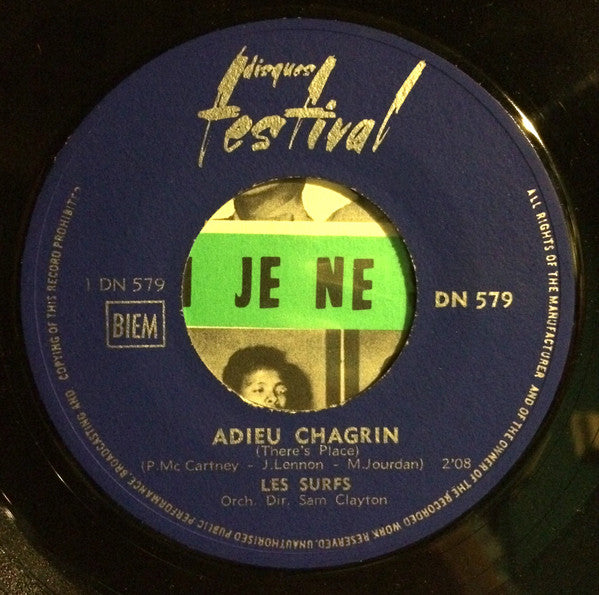 disques
festival
JE NE
1 DN 579
BIEM
DN 579
ADIEU CHAGRIN
(There's Place)
(P. Mc Cartney - J. Lennon - M. Jourdan) 2'08
LES SURFS
Orch. Dir. Sam Clayton
ALL RIGHTS OF THE MANUFACTURER AND OF THE OWNER OF THE RECORDED WORK RESERVED. UNAUTHORISED PUBLIC PERFORMANCE, BROADCASTING AND COPYING OF THIS RECORD PROHIBITED